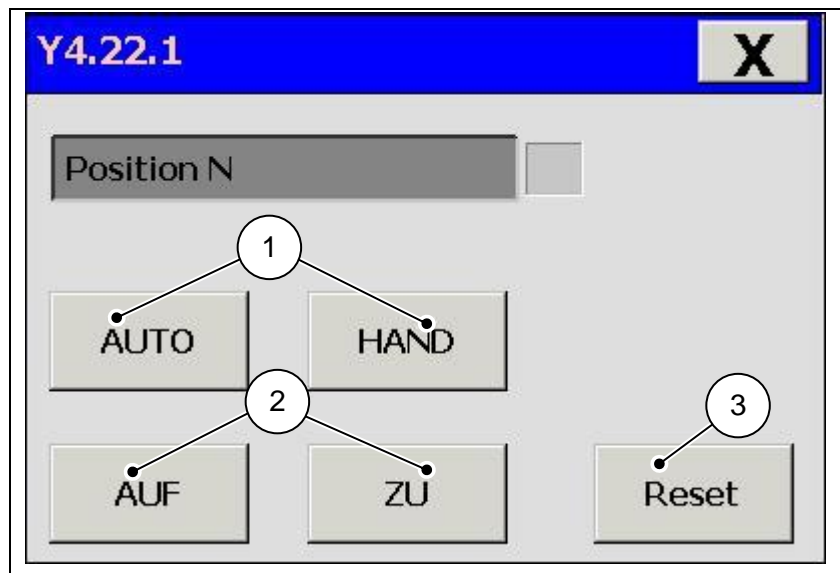 Y4.22.1 X
Position N
1
AUTO HAND
2
3
AUF ZU Reset